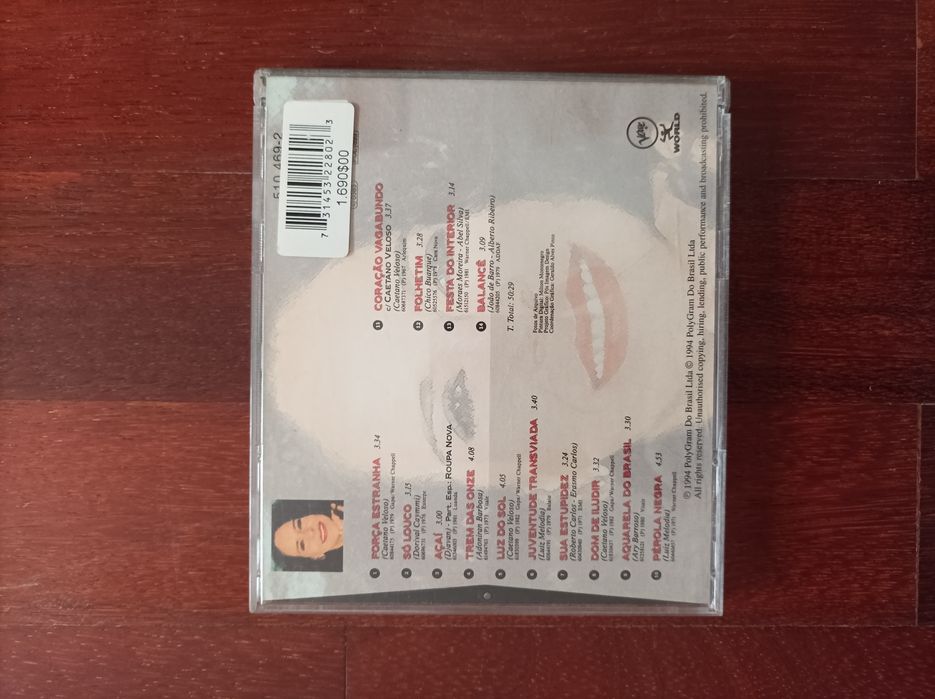 510 469-2
7 31453 22802 3
1.690$00
1 FORÇA ESTRANHA 3.34
(Caetano Veloso)
2 SÓ LOUCO 3.15
(Dorival Caymmi)
3 AÇAÍ 3.00
(Djavan) - Part. Esp.: ROUPA NOVA
4 TREM DAS ONZE 4.08
(Adoniran Barbosa)
5 LUZ DO SOL 4.05
(Caetano Veloso)
6 JUVENTUDE TRANSVIADA 3.40
(Luiz Melodia)
7 SUA ESTUPIDEZ 3.24
(Roberto Carlos - Erasmo Carlos)
8 DOM DE ILUDIR 3.32
(Caetano Veloso)
9 AQUARELA DO BRASIL 3.30
(Ary Barroso)
10 PÉROLA NEGRA 4.53
(Luiz Melodia)
11 CORAÇÃO VAGABUNDO
c/ CAETANO VELOSO 3.37
(Caetano Veloso)
12 FOLHETIM 3.28
(Chico Buarque)
13 FESTA DO INTERIOR 3.14
(Moraes Moreira - Abel Silva)
14 BALANCÊ 3.09
(João de Barro - Alberto Ribeiro)
T. Total: 50:29
Verve
WORLD
℗ 1994 PolyGram Do Brasil Ltda © 1994 PolyGram Do Brasil Ltda
All rights reserved. Unauthorised copying, hiring, lending, public performance and broadcasting prohibited.